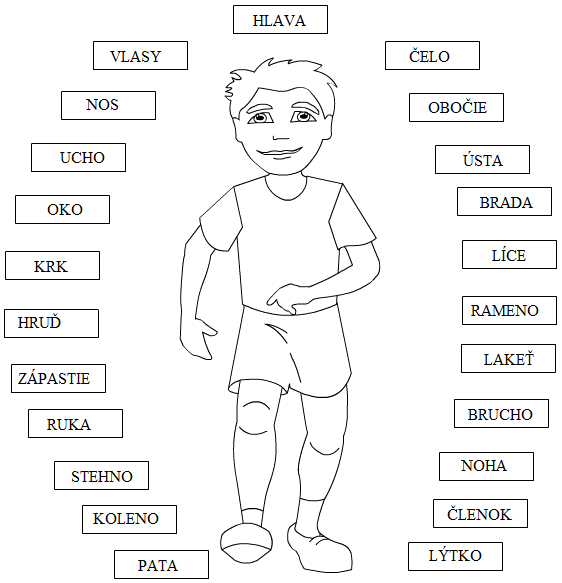 HLAVA
VLASY
ČELO
NOS
OBOČIE
UCHO
ÚSTA
OKO
BRADA
KRK
LÍCE
HRUĎ
RAMENO
ZÁPASTIE
LAKEŤ
RUKA
BRUCHO
STEHNO
NOHA
KOLENO
ČLENOK
PATA
LÝTKO